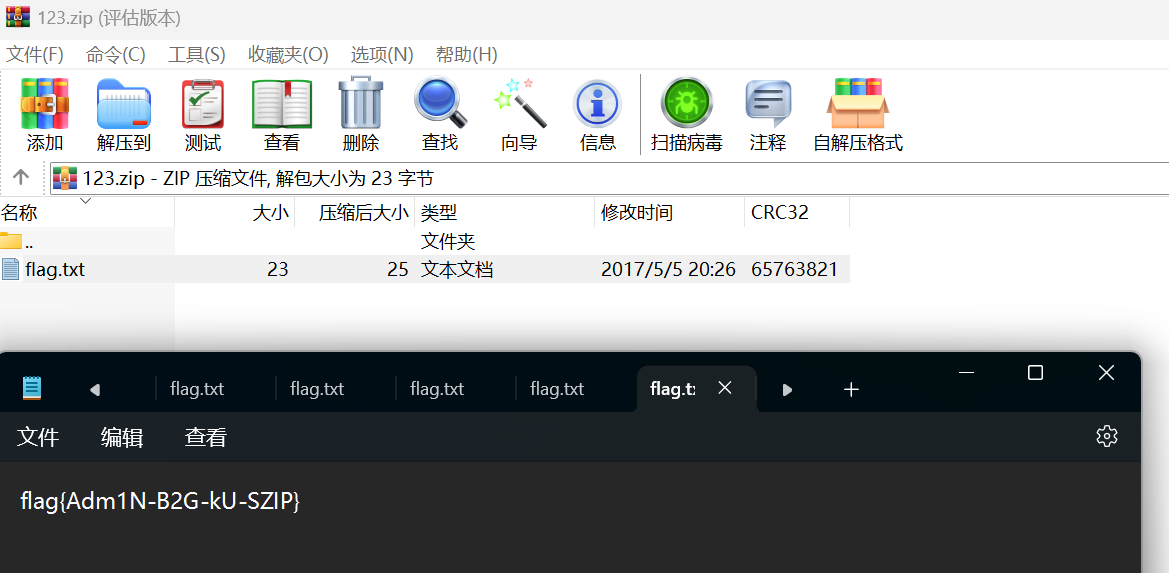 123.zip (评估版本)
文件(F) 命令(C) 工具(S) 收藏夹(O) 选项(N) 帮助(H)
添加 解压到 测试 查看 删除 查找 向导 信息 扫描病毒 注释 自解压格式
123.zip - ZIP 压缩文件, 解包大小为 23 字节
名称 大小 压缩后大小 类型 修改时间 CRC32
.. 文件夹
flag.txt 23 25 文本文档 2017/5/5 20:26 65763821
flag.txt flag.txt flag.txt flag.txt flag.t
文件 编辑 查看
flag{Adm1N-B2G-kU-SZIP}